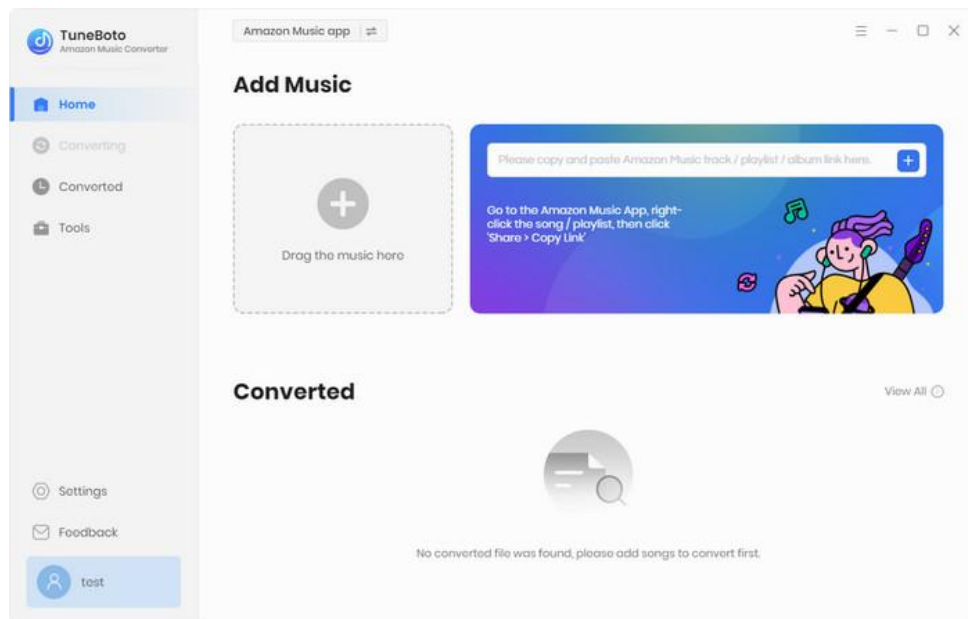 TuneBoto
Amazon Music Converter
Home
Converting
Converted
Tools
Settings
Feedback
test
Amazon Music app
Add Music
Drag the music here
Please copy and paste Amazon Music track / playlist / album link here.
Go to the Amazon Music App, right-
click the song / playlist, then click
'Share > Copy Link'
Converted
View All
No converted file was found, please add songs to convert first.